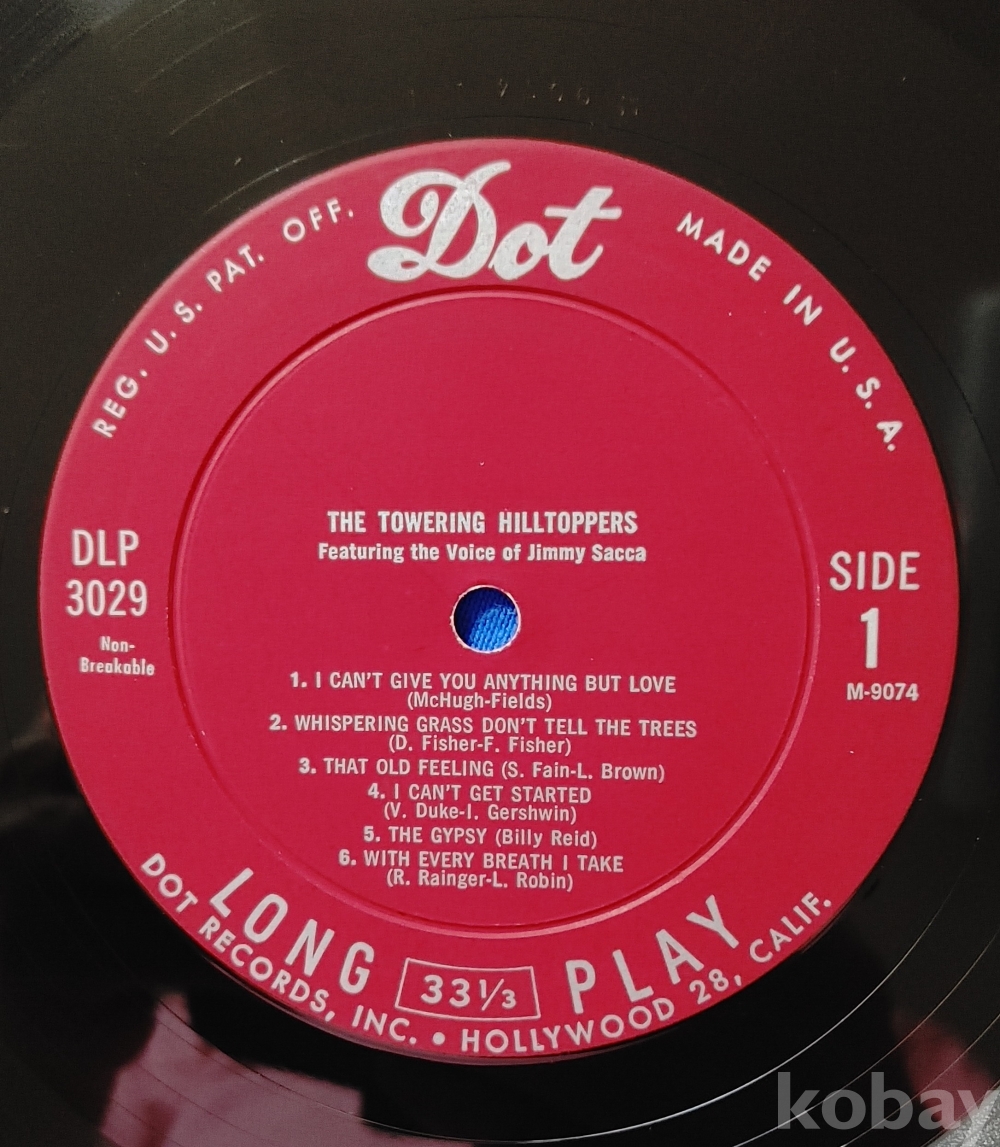 Dot
REG. U.S. PAT. OFF.
MADE IN U.S.A.
THE TOWERING HILLTOPPERS
Featuring the Voice of Jimmy Sacca
DLP
3029
Non-
Breakable
SIDE
1
M-9074
1. I CAN'T GIVE YOU ANYTHING BUT LOVE
(McHugh-Fields)
2. WHISPERING GRASS DON'T TELL THE TREES
(D. Fisher-F. Fisher)
3. THAT OLD FEELING (S. Fain-L. Brown)
4. I CAN'T GET STARTED
(V. Duke-I. Gershwin)
5. THE GYPSY (Billy Reid)
6. WITH EVERY BREATH I TAKE
(R. Rainger-L. Robin)
LONG 33⅓ PLAY
DOT RECORDS, INC. • HOLLYWOOD 28, CALIF.
kobay